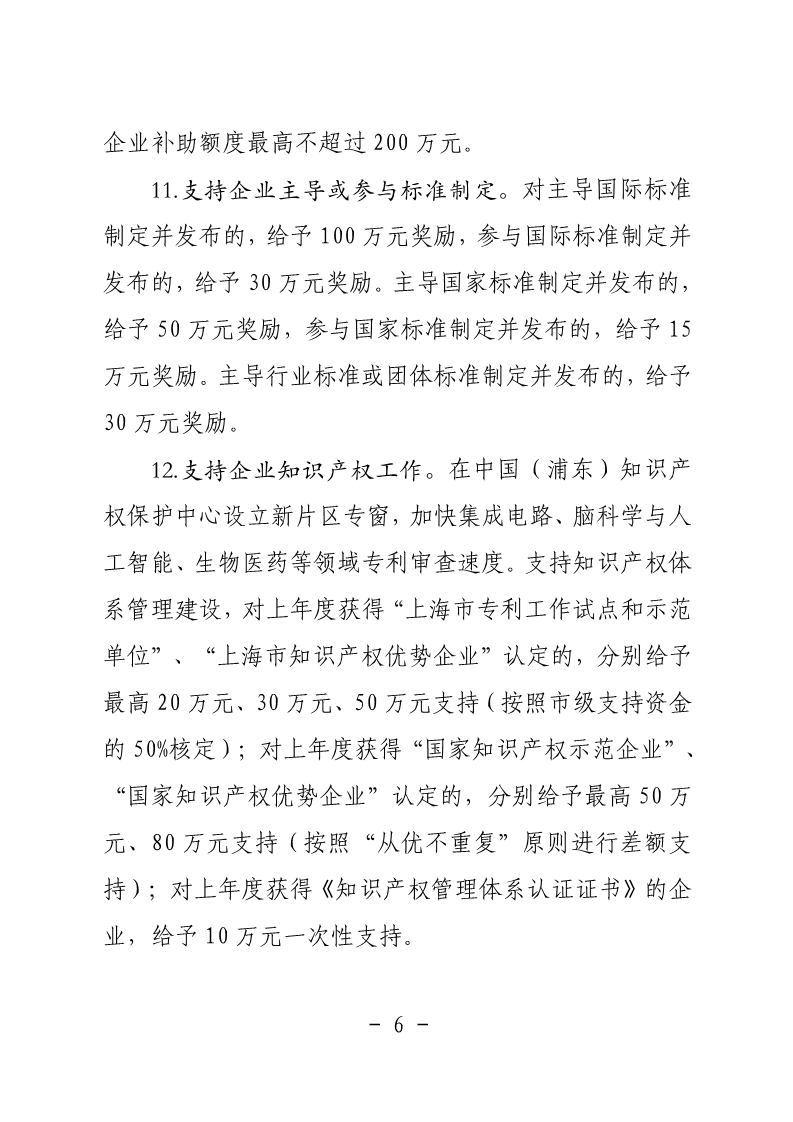 企业补助额度最高不超过 200 万元。
11.支持企业主导或参与标准制定。对主导国际标准
制定并发布的，给予 100 万元奖励，参与国际标准制定并
发布的，给予 30 万元奖励。主导国家标准制定并发布的，
给予 50 万元奖励，参与国家标准制定并发布的，给予 15
万元奖励。主导行业标准或团体标准制定并发布的，给予
30 万元奖励。
12.支持企业知识产权工作。在中国（浦东）知识产
权保护中心设立新片区专窗，加快集成电路、脑科学与人
工智能、生物医药等领域专利审查速度。支持知识产权体
系管理建设，对上年度获得“上海市专利工作试点和示范
单位”、“上海市知识产权优势企业”认定的，分别给予
最高 20 万元、30 万元、50 万元支持（按照市级支持资金
的 50%核定）；对上年度获得“国家知识产权示范企业”、
“国家知识产权优势企业”认定的，分别给予最高 50 万
元、80 万元支持（按照“从优不重复”原则进行差额支
持）；对上年度获得《知识产权管理体系认证证书》的企
业，给予 10 万元一次性支持。
- 6 -